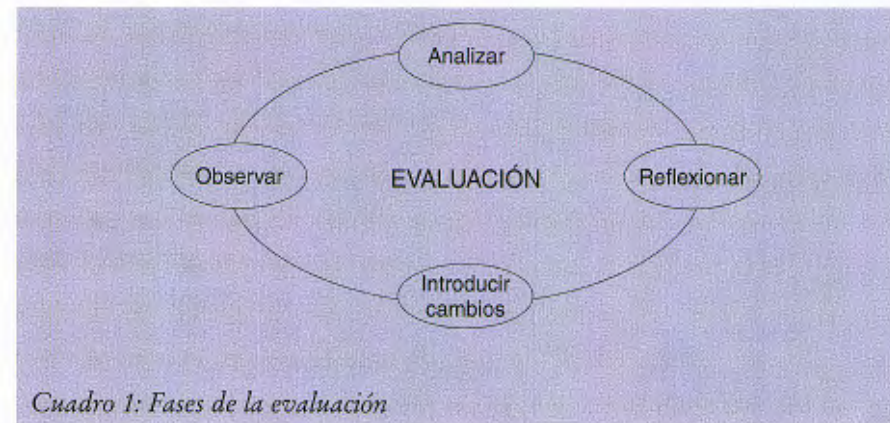 Analizar
Observar
EVALUACIÓN
Reflexionar
Introducir
cambios
Cuadro 1: Fases de la evaluación